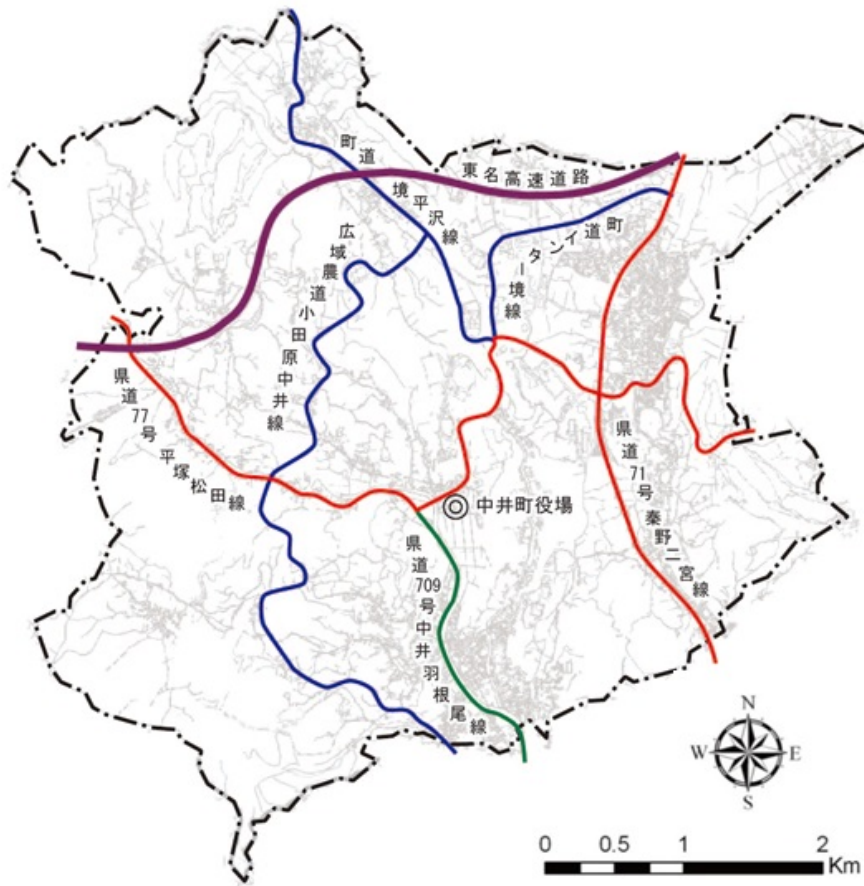 町道
境平沢線
東名高速道路
町道インター境線
広域農道小田原中井線
県道77号
平塚松田線
中井町役場
県道71号
秦野二宮線
県道709号中井羽根尾線
N
W
E
S
0 0.5 1 2
Km